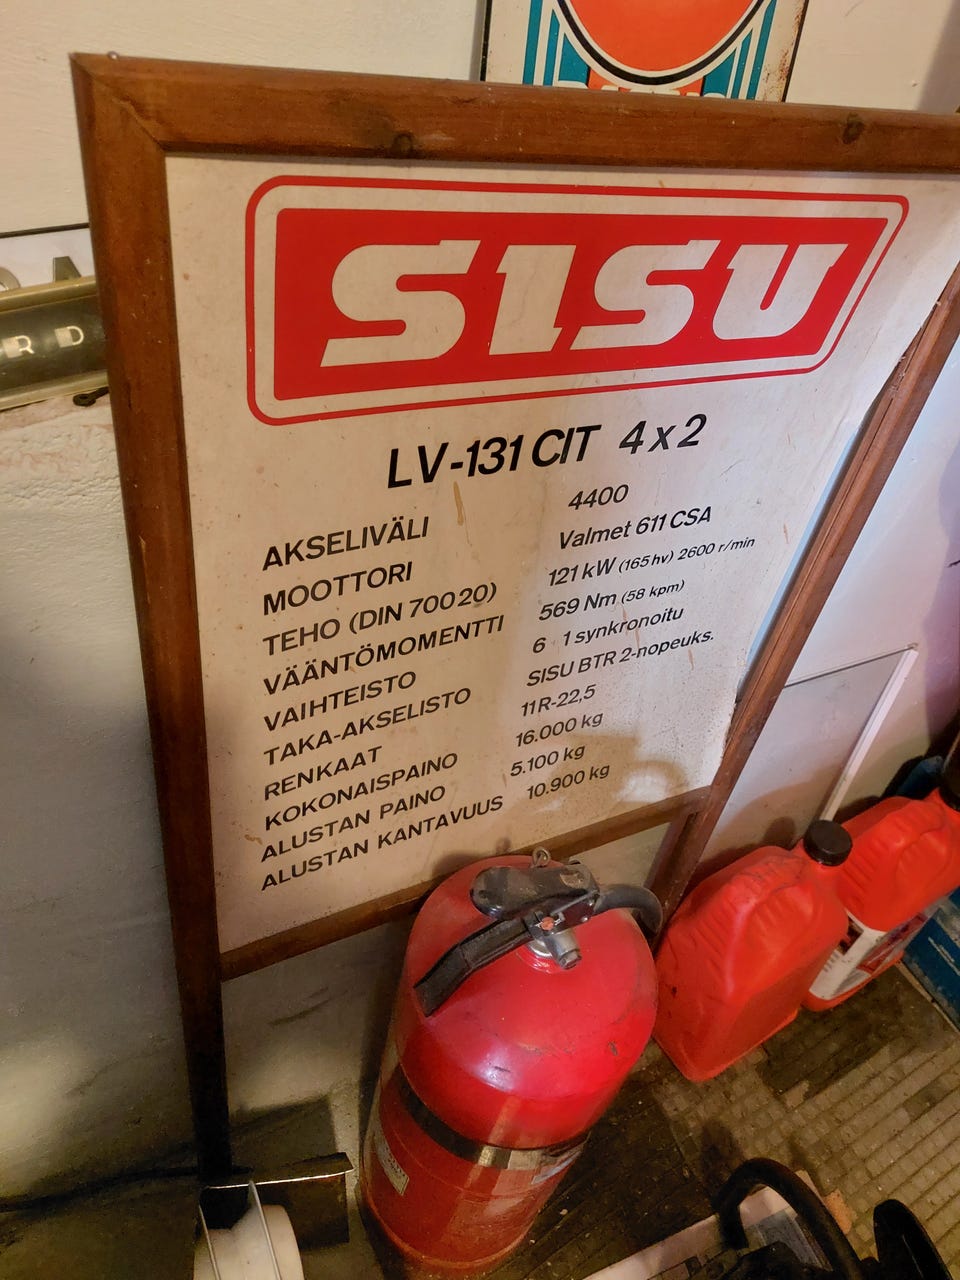 SISU
LV-131 CIT 4x2
AKSELIVÄLI 4400
MOOTTORI Valmet 611 CSA
TEHO (DIN 70020) 121 kW (165 hv) 2600 r/min
VÄÄNTÖMOMENTTI 569 Nm (58 kpm)
VAIHTEISTO 6 1 synkronoitu
TAKA-AKSELISTO SISU BTR 2-nopeuks.
RENKAAT 11R-22,5
KOKONAISPAINO 16.000 kg
ALUSTAN PAINO 5.100 kg
ALUSTAN KANTAVUUS 10.900 kg
R D